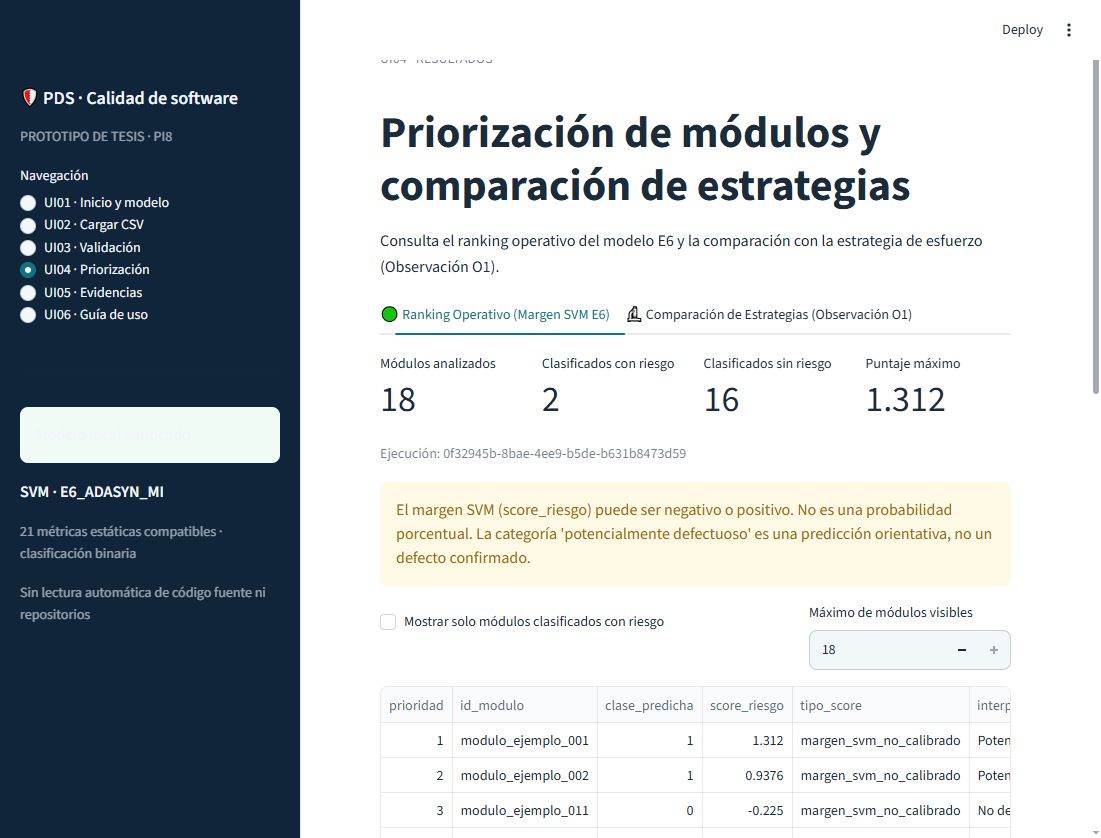 Deploy
PDS · Calidad de software
PROTOTIPO DE TESIS · PI8
Navegación
UI01 · Inicio y modelo
UI02 · Cargar CSV
UI03 · Validación
UI04 · Priorización
UI05 · Evidencias
UI06 · Guía de uso
SVM · E6_ADASYN_MI
21 métricas estáticas compatibles ·
clasificación binaria
Sin lectura automática de código fuente ni
repositorios
UI04 · RESULTADOS
Priorización de módulos y
comparación de estrategias
Consulta el ranking operativo del modelo E6 y la comparación con la estrategia de esfuerzo
(Observación O1).
Ranking Operativo (Margen SVM E6) Comparación de Estrategias (Observación O1)
Módulos analizados Clasificados con riesgo Clasificados sin riesgo Puntaje máximo
18 2 16 1.312
Ejecución: 0f32945b-8bae-4ee9-b5de-b631b8473d59
El margen SVM (score_riesgo) puede ser negativo o positivo. No es una probabilidad
porcentual. La categoría 'potencialmente defectuoso' es una predicción orientativa, no un
defecto confirmado.
Mostrar solo módulos clasificados con riesgo
Máximo de módulos visibles
18
prioridad id_modulo clase_predicha score_riesgo tipo_score interp
1 modulo_ejemplo_001 1 1.312 margen_svm_no_calibrado Poten
2 modulo_ejemplo_002 1 0.9376 margen_svm_no_calibrado Poten
3 modulo_ejemplo_011 0 -0.225 margen_svm_no_calibrado No de